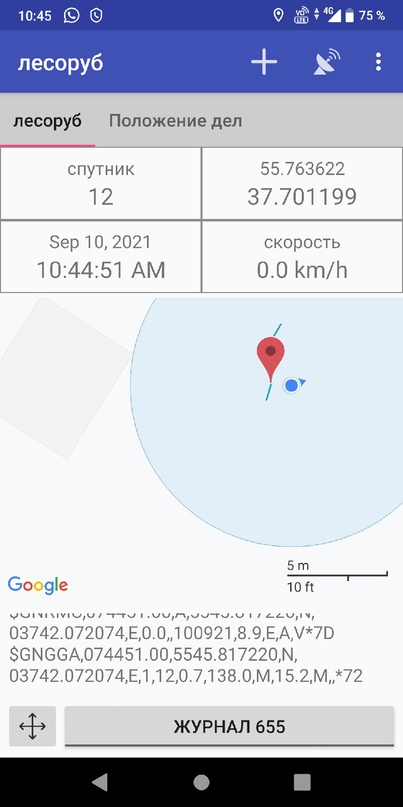 10:45 VO LTE 4G 75 %
лесоруб
лесоруб Положение дел
спутник
12
55.763622
37.701199
Sep 10, 2021
10:44:51 AM
скорость
0.0 km/h
5 m
10 ft
Google
$GNRMC,074451.00,A,5545.817220,N,
03742.072074,E,0.0,,100921,8.9,E,A,V*7D
$GNGGA,074451.00,5545.817220,N,
03742.072074,E,1,12,0.7,138.0,M,15.2,M,,*72
ЖУРНАЛ 655